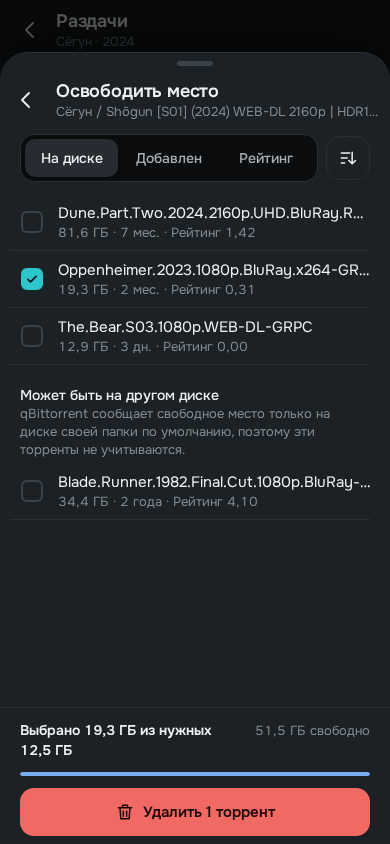 Раздачи
Сёгун · 2024
Освободить место
Сёгун / Shōgun [S01] (2024) WEB-DL 2160p | HDR1...
На диске
Добавлен
Рейтинг
Dune.Part.Two.2024.2160p.UHD.BluRay.R...
81,6 ГБ · 7 мес. · Рейтинг 1,42
Oppenheimer.2023.1080p.BluRay.x264-GR...
19,3 ГБ · 2 мес. · Рейтинг 0,31
The.Bear.S03.1080p.WEB-DL-GRPC
12,9 ГБ · 3 дн. · Рейтинг 0,00
Может быть на другом диске
qBittorrent сообщает свободное место только на
диске своей папки по умолчанию, поэтому эти
торренты не учитываются.
Blade.Runner.1982.Final.Cut.1080p.BluRay-...
34,4 ГБ · 2 года · Рейтинг 4,10
Выбрано 19,3 ГБ из нужных
12,5 ГБ
51,5 ГБ свободно
Удалить 1 торрент